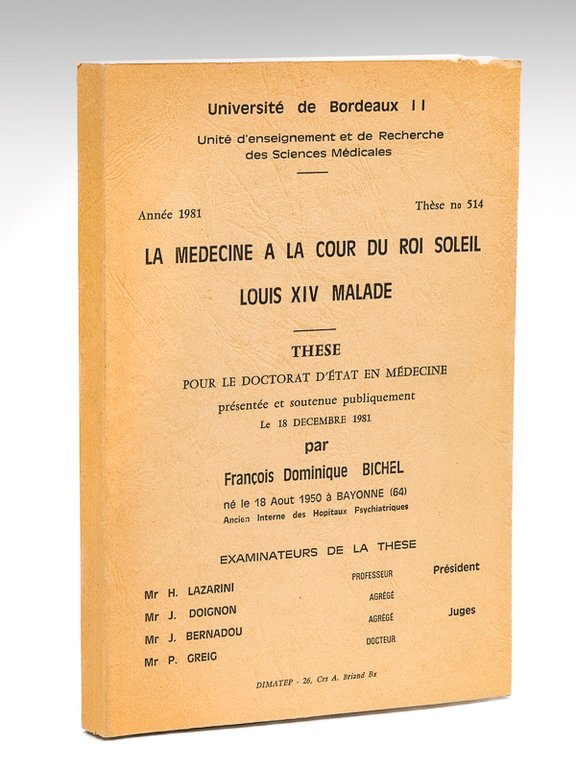 Université de Bordeaux II
Unité d'enseignement et de Recherche
des Sciences Médicales
Année 1981 Thèse no 514
LA MEDECINE A LA COUR DU ROI SOLEIL
LOUIS XIV MALADE
THESE
POUR LE DOCTORAT D'ÉTAT EN MÉDECINE
présentée et soutenue publiquement
Le 18 DECEMBRE 1981
par
François Dominique BICHEL
né le 18 Aout 1950 à BAYONNE (64)
Ancien Interne des Hopitaux Psychiatriques
EXAMINATEURS DE LA THÈSE
Mr H. LAZARINI PROFESSEUR Président
Mr J. DOIGNON AGRÉGÉ
Mr J. BERNADOU AGRÉGÉ Juges
Mr P. GREIG DOCTEUR
DIMATEP - 26, Crs A. Briand Bx